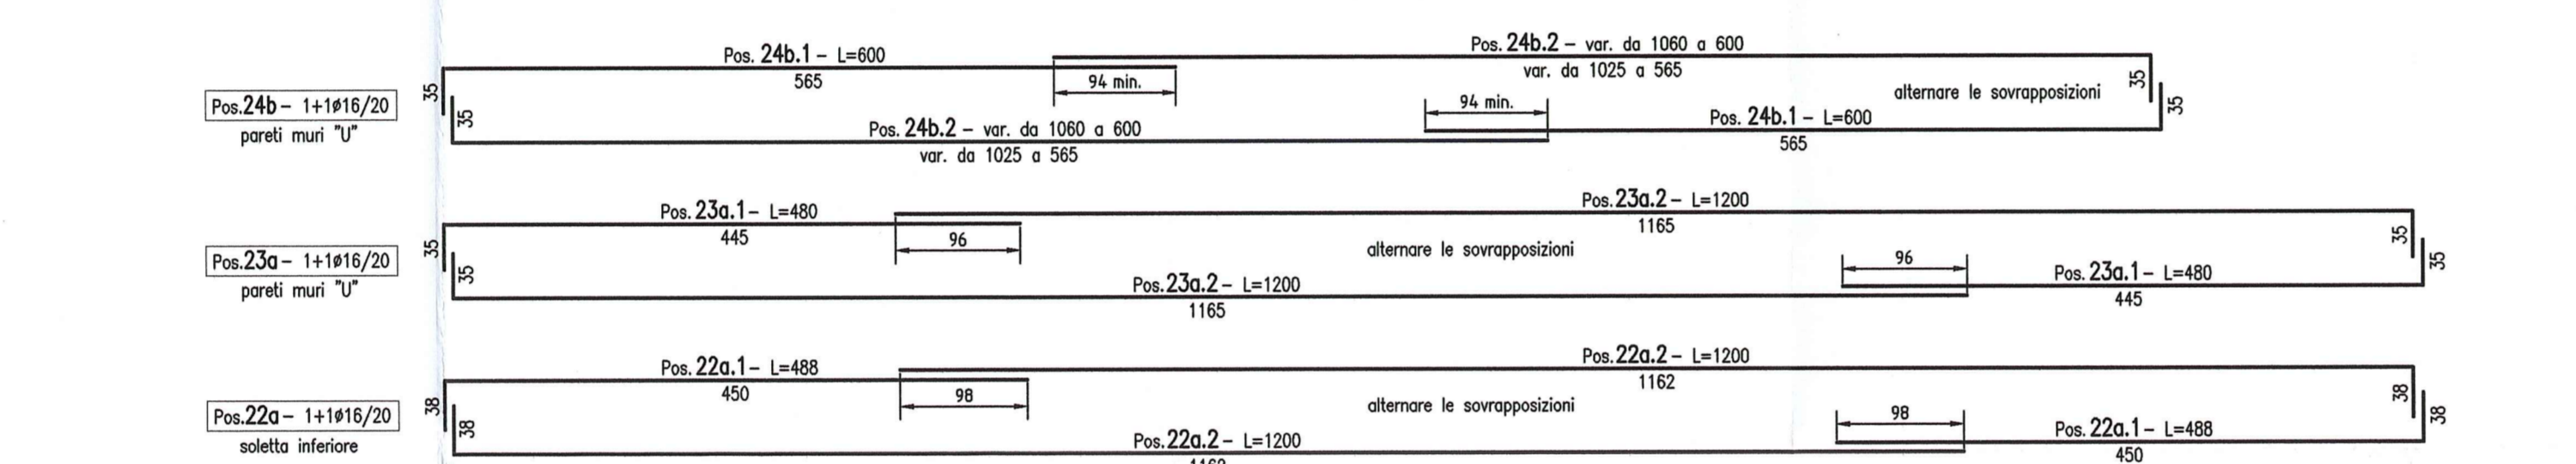 Pos. 24b.1 – L=600
565
94 min.
Pos. 24b.2 – var. da 1060 a 600
var. da 1025 a 565
35
35
Pos.24b – 1+1ø16/20
pareti muri "U"
35
35
alternare le sovrapposizioni
94 min.
Pos. 24b.2 – var. da 1060 a 600
var. da 1025 a 565
Pos. 24b.1 – L=600
565
Pos. 23a.1 – L=480
445
96
Pos. 23a.2 – L=1200
1165
35
35
Pos.23a – 1+1ø16/20
pareti muri "U"
35
35
alternare le sovrapposizioni
96
Pos. 23a.2 – L=1200
1165
Pos. 23a.1 – L=480
445
Pos. 22a.1 – L=488
450
98
Pos. 22a.2 – L=1200
1162
38
38
Pos.22a – 1+1ø16/20
soletta inferiore
38
38
alternare le sovrapposizioni
98
Pos. 22a.2 – L=1200
Pos. 22a.1 – L=488
450